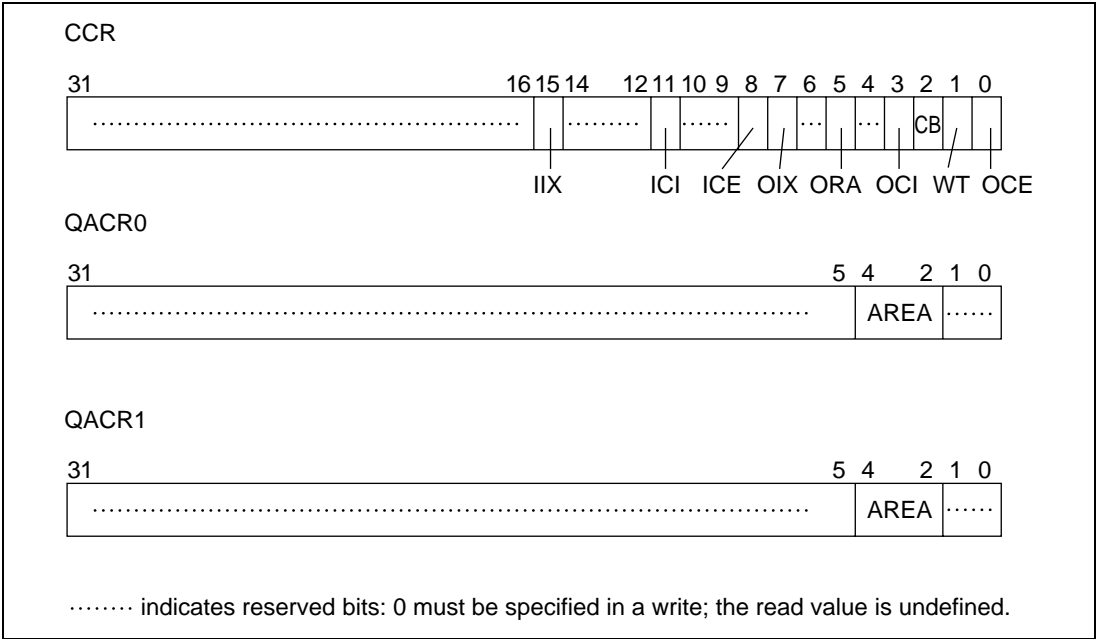 CCR
31 16 15 14 12 11 10 9 8 7 6 5 4 3 2 1 0
CB
IIX ICI ICE OIX ORA OCI WT OCE
QACR0
31 5 4 2 1 0
AREA
QACR1
31 5 4 2 1 0
AREA
········ indicates reserved bits: 0 must be specified in a write; the read value is undefined.